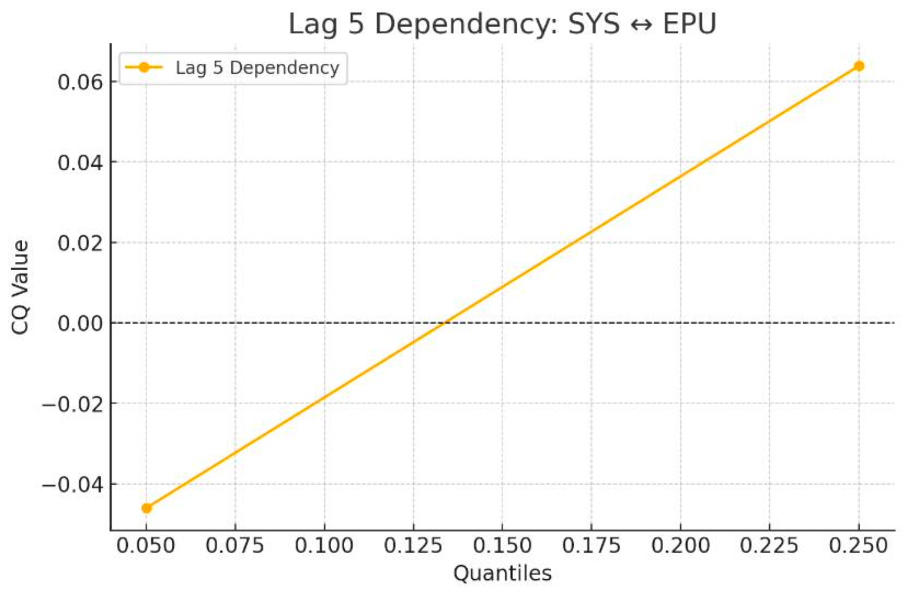 Lag 5 Dependency: SYS ↔ EPU
Lag 5 Dependency
CQ Value
0.06
0.04
0.02
0.00
−0.02
−0.04
0.050 0.075 0.100 0.125 0.150 0.175 0.200 0.225 0.250
Quantiles